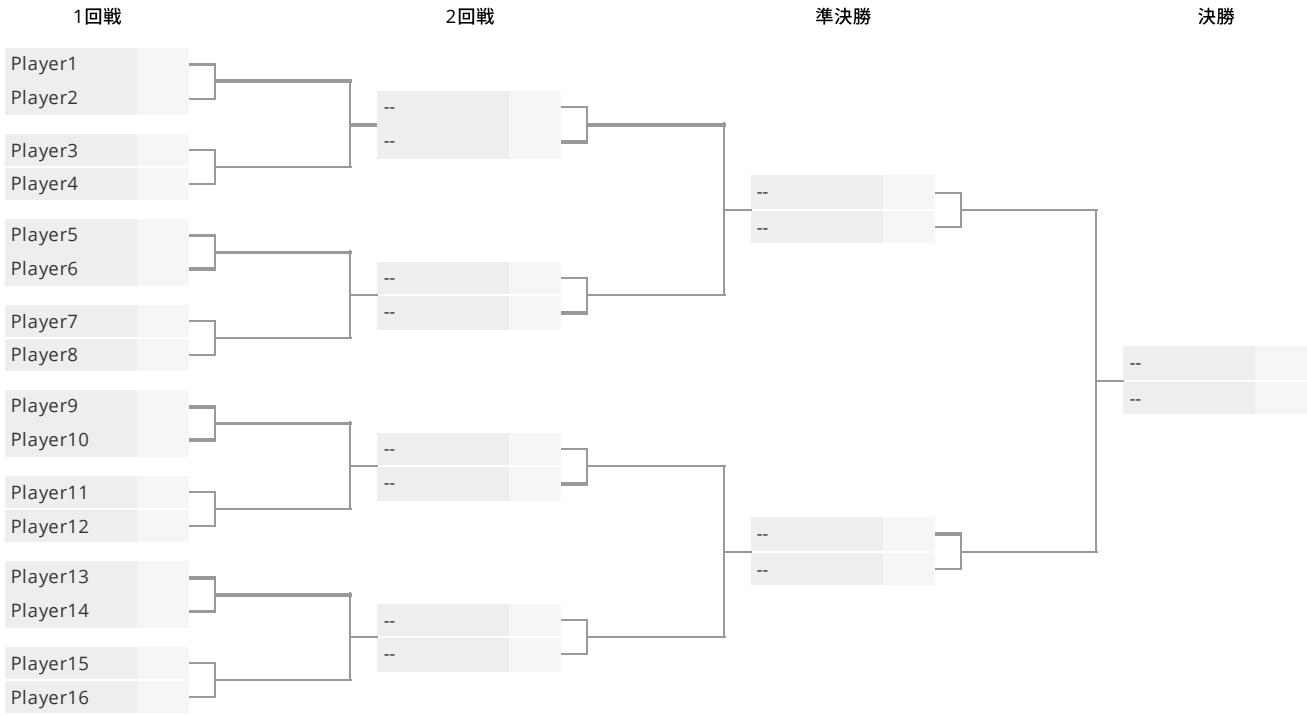 1回戦 2回戦 準決勝 決勝
Player1
Player2
--
--
Player3
Player4
--
--
Player5
Player6
--
--
Player7
Player8
--
--
Player9
Player10
--
--
Player11
Player12
--
--
Player13
Player14
--
--
Player15
Player16